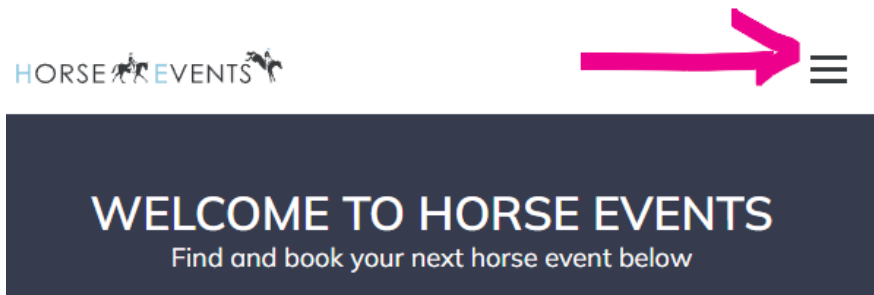 HORSE EVENTS
WELCOME TO HORSE EVENTS
Find and book your next horse event below